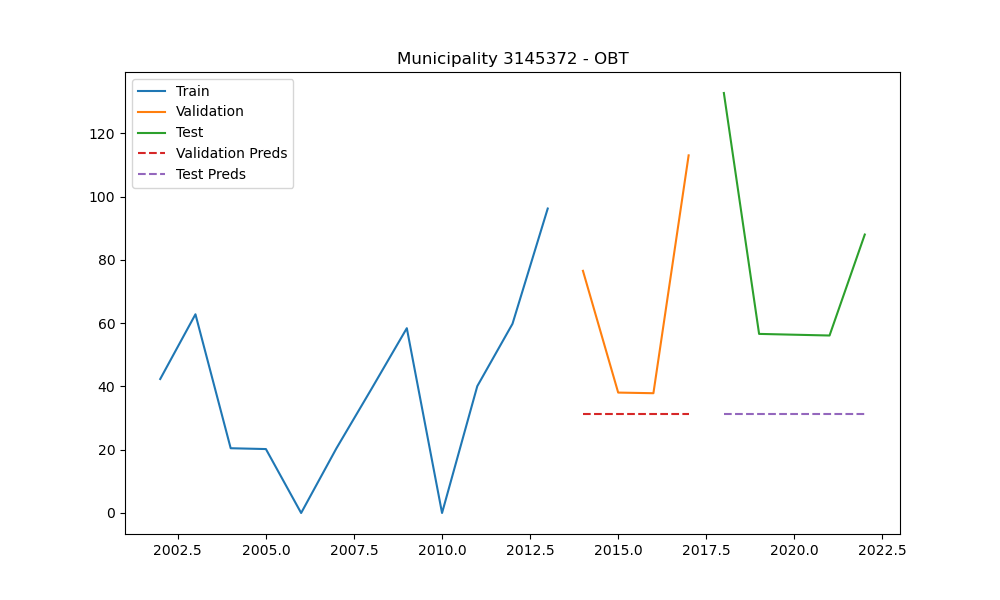 Municipality 3145372 - OBT
Train
Validation
Test
Validation Preds
Test Preds
120
100
80
60
40
20
0
2002.5 2005.0 2007.5 2010.0 2012.5 2015.0 2017.5 2020.0 2022.5